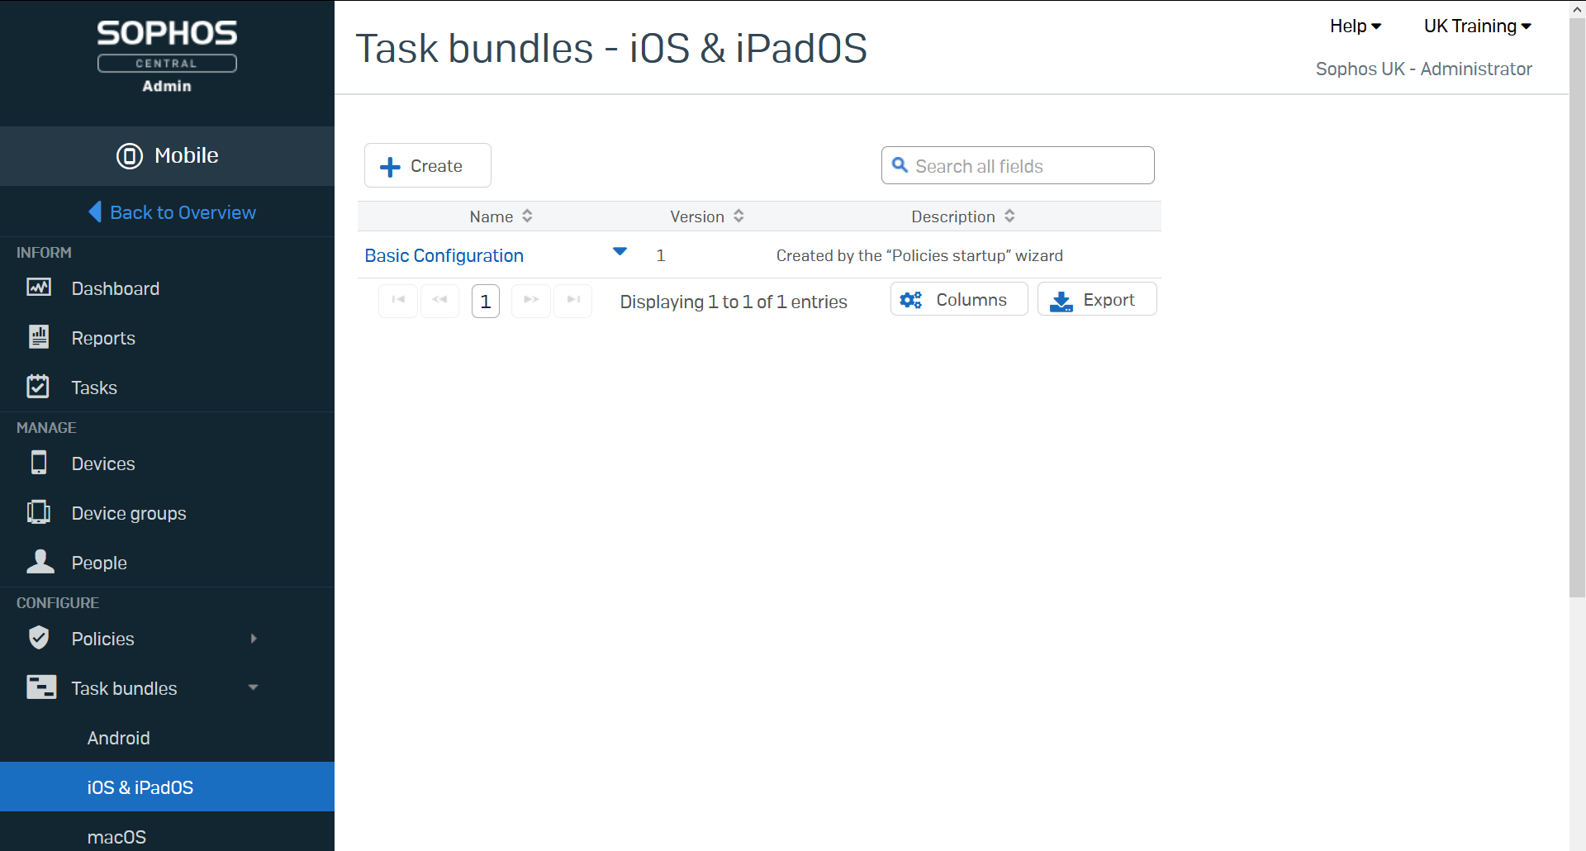 SOPHOS
CENTRAL
Admin
Mobile
Back to Overview
INFORM
Dashboard
Reports
Tasks
MANAGE
Devices
Device groups
People
CONFIGURE
Policies
Task bundles
Android
iOS & iPadOS
macOS
Task bundles - iOS & iPadOS
Help
UK Training
Sophos UK - Administrator
Create
Search all fields
Name Version Description
Basic Configuration 1 Created by the “Policies startup” wizard
1 Displaying 1 to 1 of 1 entries Columns Export